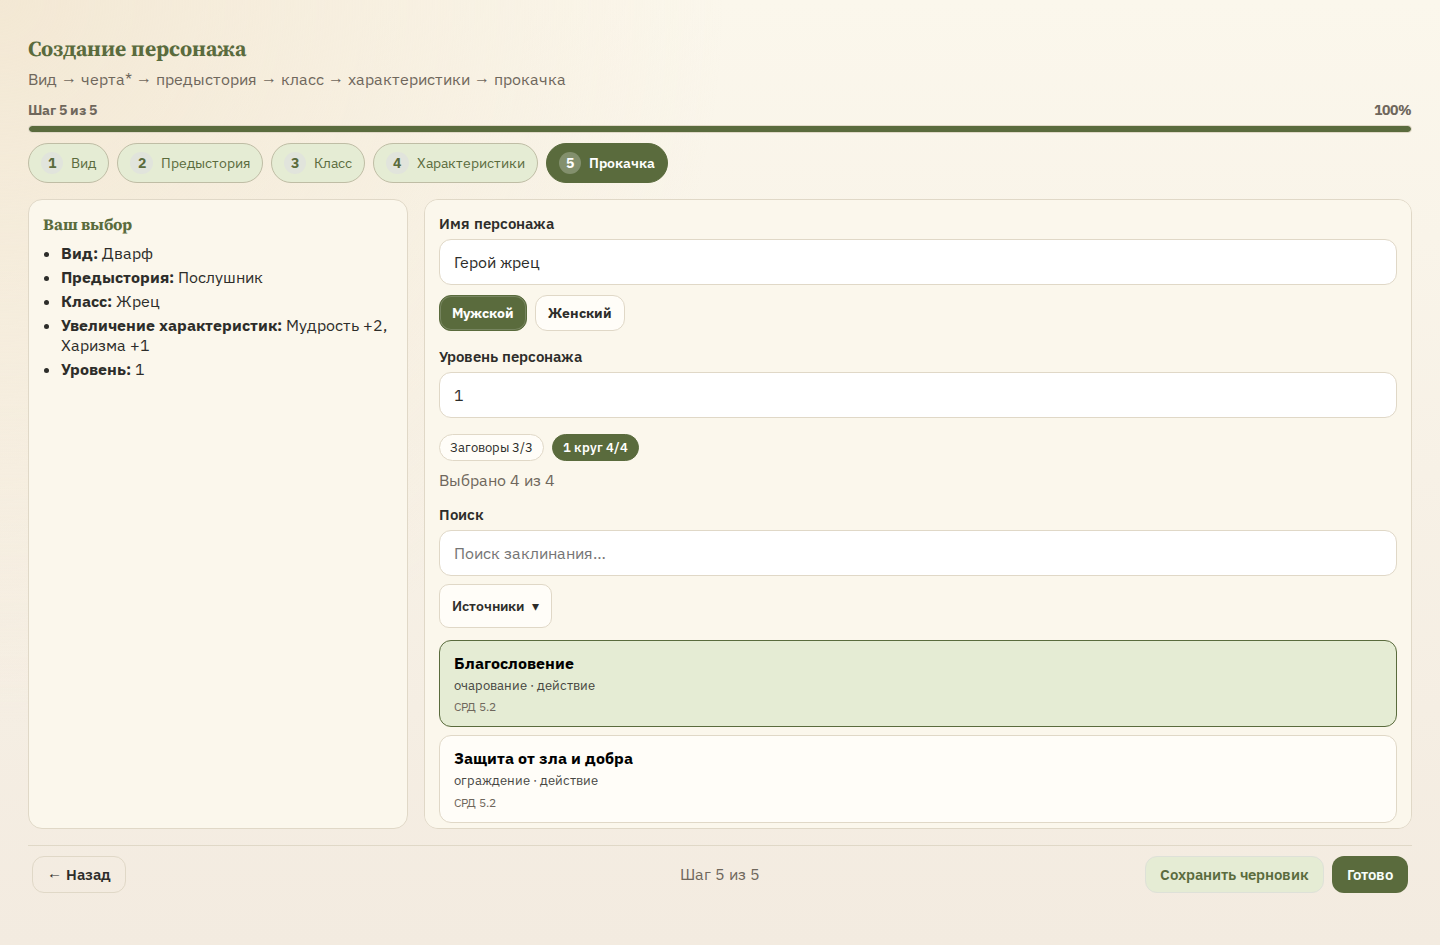 Создание персонажа
Вид → черта* → предыстория → класс → характеристики → прокачка
Шаг 5 из 5
100%
1 Вид
2 Предыстория
3 Класс
4 Характеристики
5 Прокачка
Ваш выбор
Вид: Дварф
Предыстория: Послушник
Класс: Жрец
Увеличение характеристик: Мудрость +2,
Харизма +1
Уровень: 1
Имя персонажа
Герой жрец
Мужской
Женский
Уровень персонажа
1
Заговоры 3/3
1 круг 4/4
Выбрано 4 из 4
Поиск
Поиск заклинания...
Источники ▾
Благословение
очарование · действие
СРД 5.2
Защита от зла и добра
ограждение · действие
СРД 5.2
← Назад
Шаг 5 из 5
Сохранить черновик
Готово